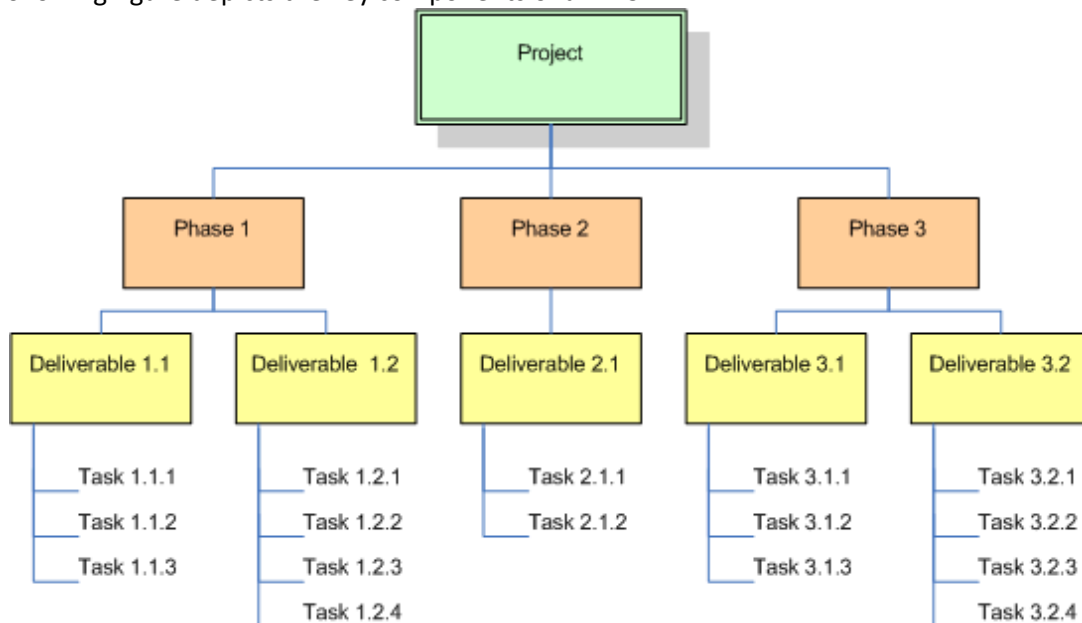 Project
Phase 1
Phase 2
Phase 3
Deliverable 1.1
Deliverable 1.2
Deliverable 2.1
Deliverable 3.1
Deliverable 3.2
Task 1.1.1
Task 1.1.2
Task 1.1.3
Task 1.2.1
Task 1.2.2
Task 1.2.3
Task 1.2.4
Task 2.1.1
Task 2.1.2
Task 3.1.1
Task 3.1.2
Task 3.1.3
Task 3.2.1
Task 3.2.2
Task 3.2.3
Task 3.2.4